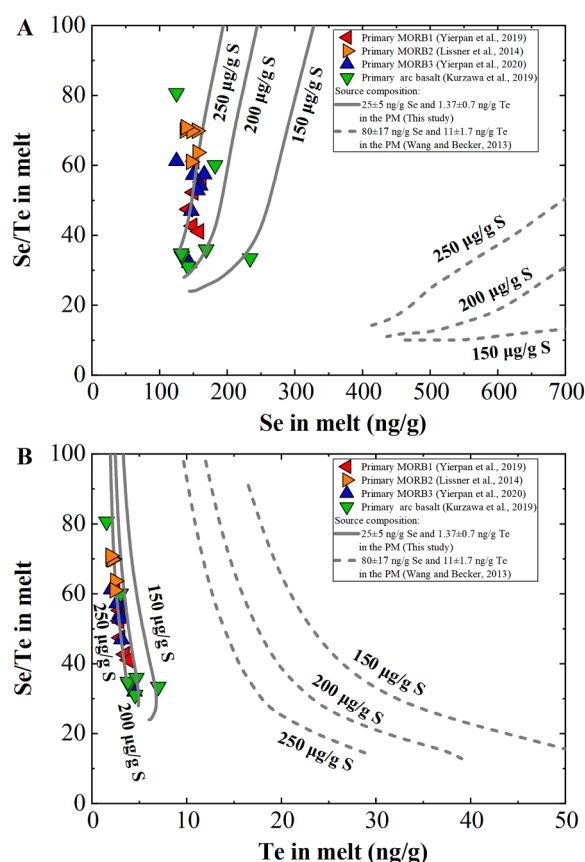 A
Se/Te in melt
100
80
60
40
20
0
250 µg/g S
200 µg/g S
150 µg/g S
Primary MORB1 (Yierpan et al., 2019)
Primary MORB2 (Lissner et al., 2014)
Primary MORB3 (Yierpan et al., 2020)
Primary arc basalt (Kurzawa et al., 2019)
Source composition:
25±5 ng/g Se and 1.37±0.7 ng/g Te
in the PM (This study)
80±17 ng/g Se and 11±1.7 ng/g Te
in the PM (Wang and Becker, 2013)
250 µg/g S
200 µg/g S
150 µg/g S
0 100 200 300 400 500 600 700
Se in melt (ng/g)
B
Se/Te in melt
100
80
60
40
20
0
Primary MORB1 (Yierpan et al., 2019)
Primary MORB2 (Lissner et al., 2014)
Primary MORB3 (Yierpan et al., 2020)
Primary arc basalt (Kurzawa et al., 2019)
Source composition:
25±5 ng/g Se and 1.37±0.7 ng/g Te
in the PM (This study)
80±17 ng/g Se and 11±1.7 ng/g Te
in the PM (Wang and Becker, 2013)
250 µg/g S
200 µg/g S
150 µg/g S
150 µg/g S
200 µg/g S
250 µg/g S
0 10 20 30 40 50
Te in melt (ng/g)